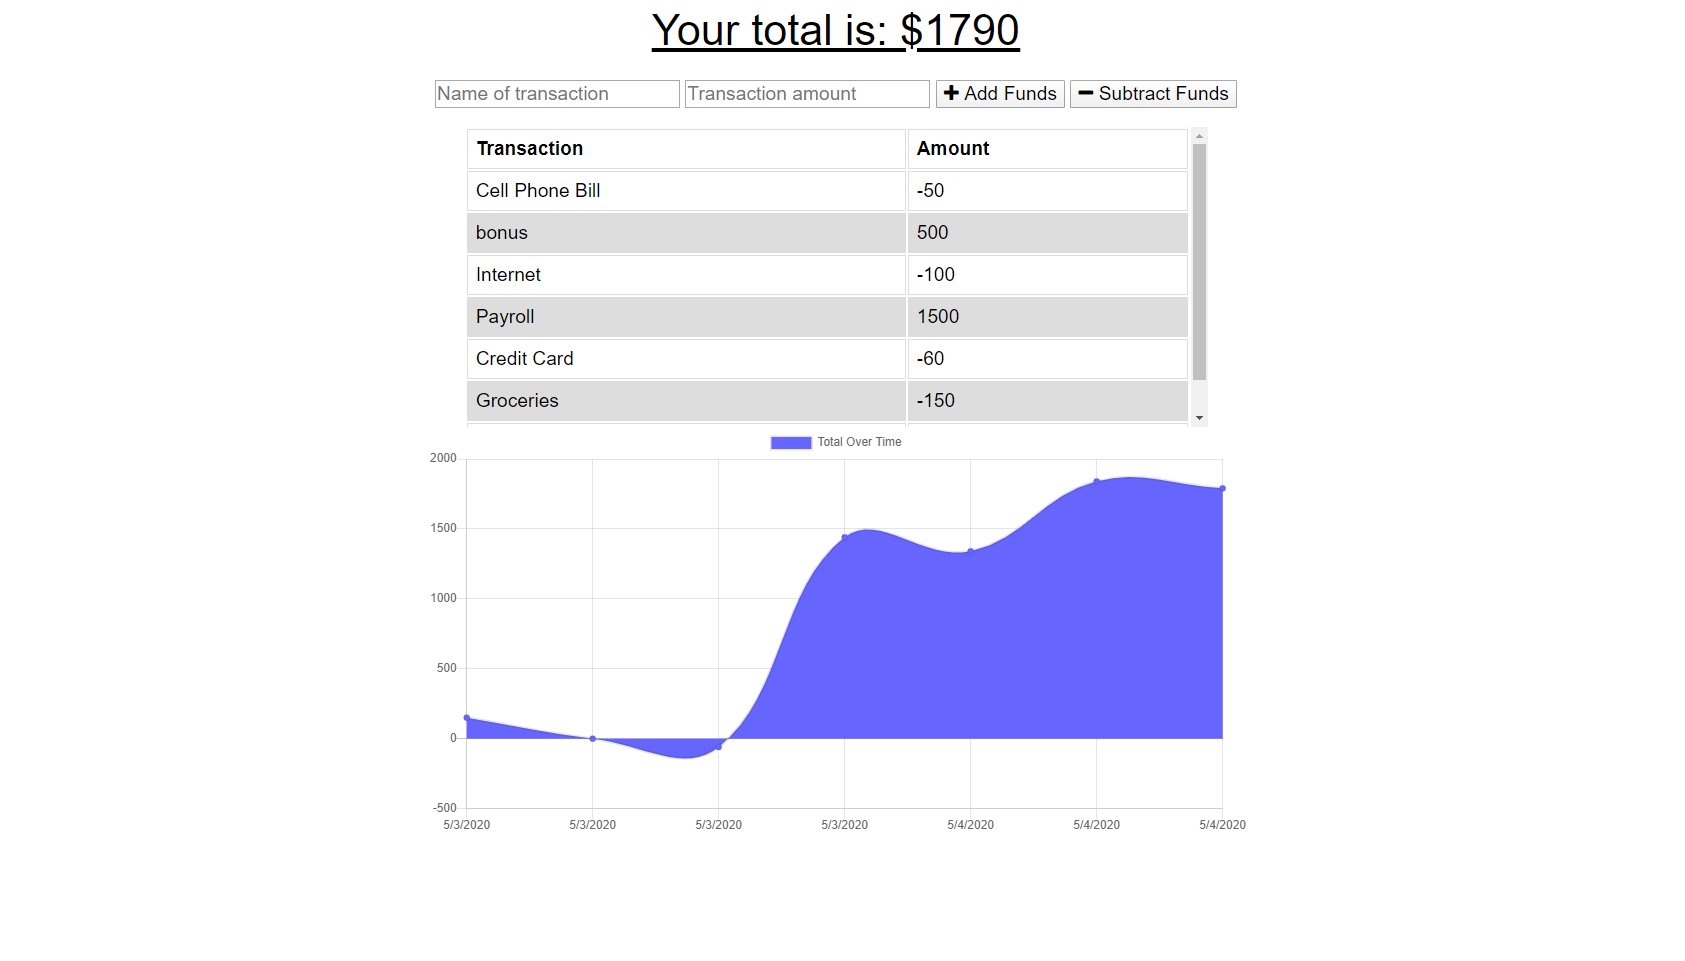 Your total is: $1790
Name of transaction Transaction amount Add Funds Subtract Funds
Transaction Amount
Cell Phone Bill -50
bonus 500
Internet -100
Payroll 1500
Credit Card -60
Groceries -150
Total Over Time
2000
1500
1000
500
0
-500
5/3/2020 5/3/2020 5/3/2020 5/3/2020 5/4/2020 5/4/2020 5/4/2020